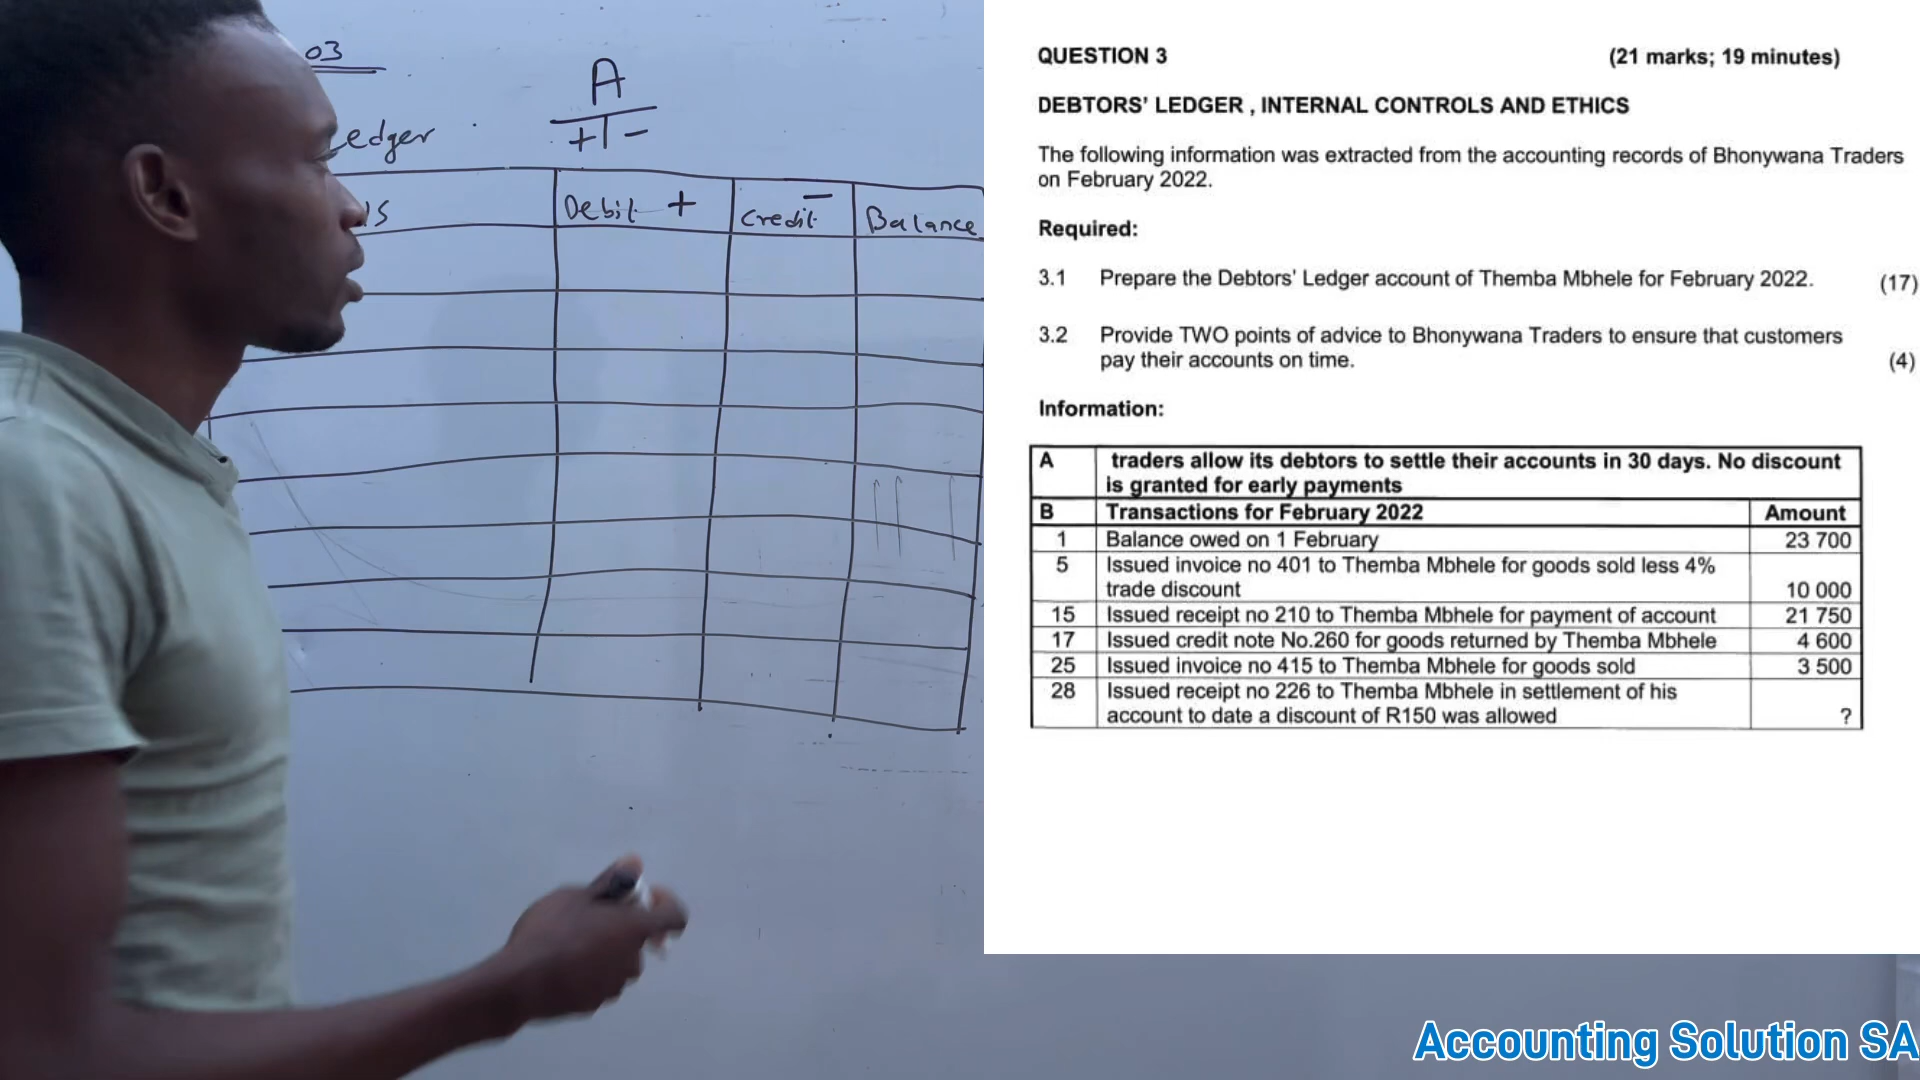 03
Ledger
A
+ -
Debit +
Credit -
Balance
QUESTION 3 (21 marks; 19 minutes)
DEBTORS' LEDGER , INTERNAL CONTROLS AND ETHICS
The following information was extracted from the accounting records of Bhonywana Traders
on February 2022.
Required:
3.1 Prepare the Debtors' Ledger account of Themba Mbhele for February 2022. (17)
3.2 Provide TWO points of advice to Bhonywana Traders to ensure that customers
pay their accounts on time. (4)
Information:
A traders allow its debtors to settle their accounts in 30 days. No discount
is granted for early payments
B Transactions for February 2022 Amount
1 Balance owed on 1 February 23 700
5 Issued invoice no 401 to Themba Mbhele for goods sold less 4%
trade discount 10 000
15 Issued receipt no 210 to Themba Mbhele for payment of account 21 750
17 Issued credit note No.260 for goods returned by Themba Mbhele 4 600
25 Issued invoice no 415 to Themba Mbhele for goods sold 3 500
28 Issued receipt no 226 to Themba Mbhele in settlement of his
account to date a discount of R150 was allowed ?
Accounting Solution SA